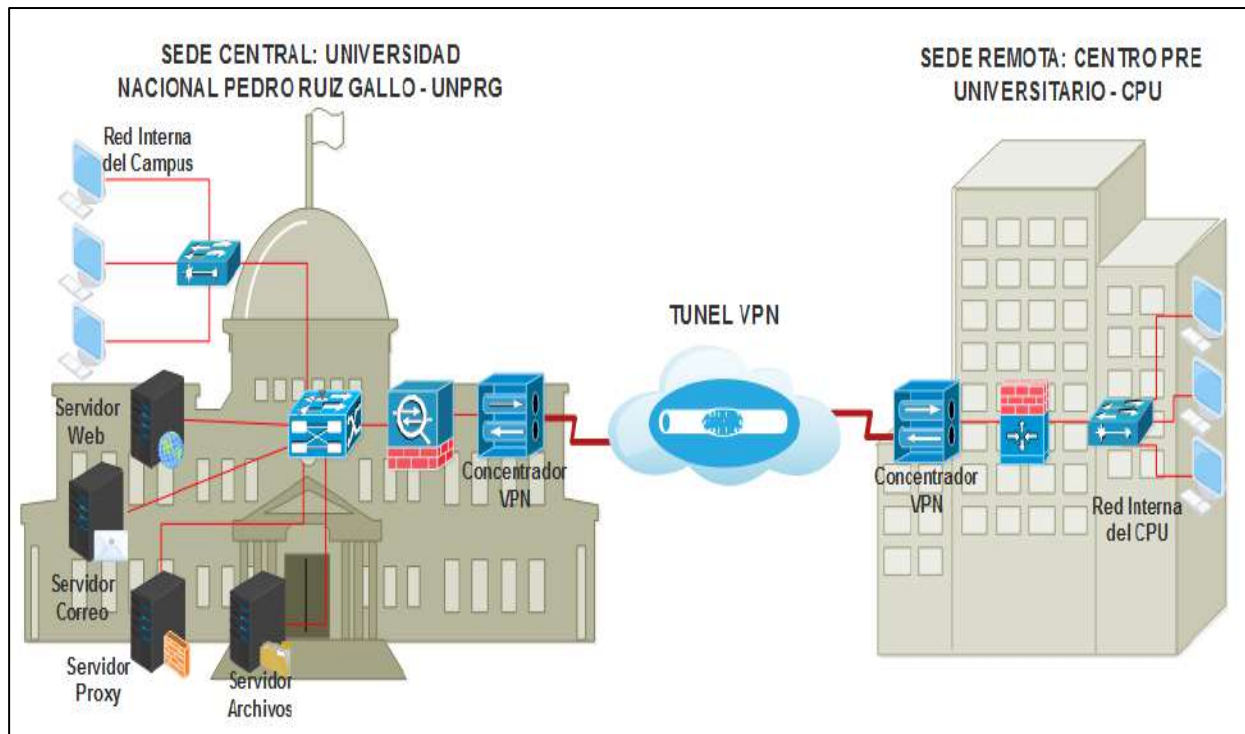 SEDE CENTRAL: UNIVERSIDAD
NACIONAL PEDRO RUIZ GALLO - UNPRG
SEDE REMOTA: CENTRO PRE
UNIVERSITARIO - CPU
Red Interna
del Campus
TUNEL VPN
Servidor
Web
Concentrador
VPN
Concentrador
VPN
Red Interna
del CPU
Servidor
Correo
Servidor
Proxy
Servidor
Archivos